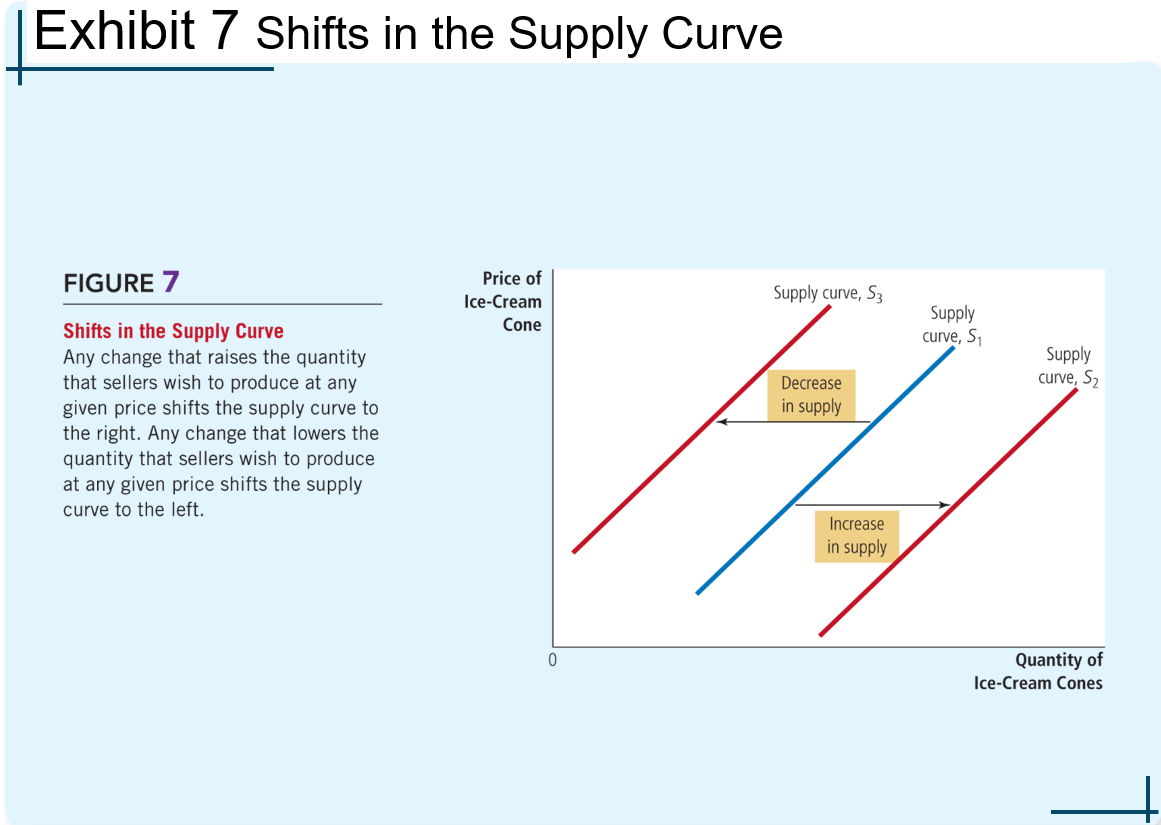 Exhibit 7 Shifts in the Supply Curve
FIGURE 7
Shifts in the Supply Curve
Any change that raises the quantity
that sellers wish to produce at any
given price shifts the supply curve to
the right. Any change that lowers the
quantity that sellers wish to produce
at any given price shifts the supply
curve to the left.
Price of
Ice-Cream
Cone
Supply curve, S3
Supply
curve, S1
Supply
curve, S2
Decrease
in supply
Increase
in supply
0
Quantity of
Ice-Cream Cones